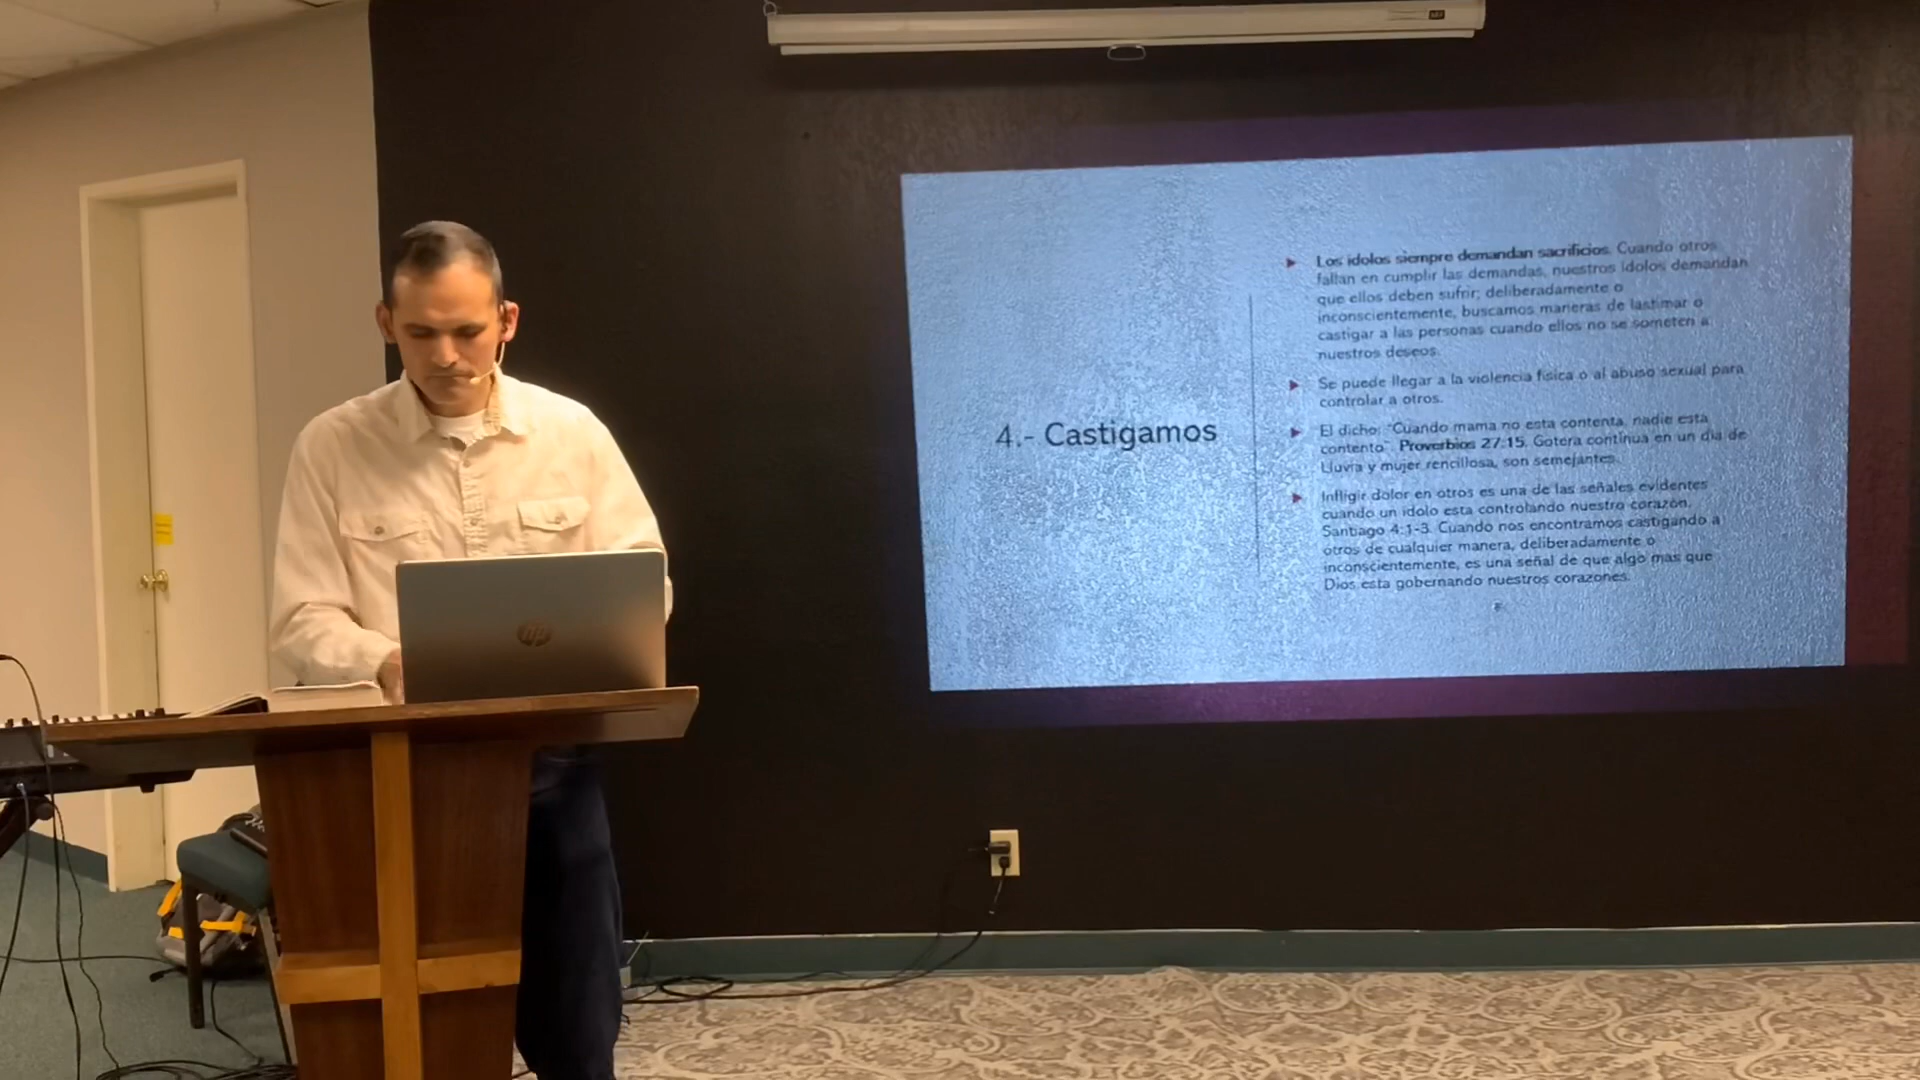 4.- Castigamos
Los idolos siempre demandan sacrificios. Cuando otros
fallan en cumplir las demandas, nuestros ídolos demandan
que ellos deben sufrir; deliberadamente o
inconscientemente, buscamos maneras de lastimar o
castigar a las personas cuando ellos no se someten a
nuestros deseos.
Se puede llegar a la violencia física o al abuso sexual para
controlar a otros.
El dicho: “Cuando mama no esta contenta, nadie esta
contento”. Proverbios 27:15. Gotera continua en un dia de
Lluvia y mujer rencillosa, son semejantes.
Infligir dolor en otros es una de las señales evidentes
cuando un idolo esta controlando nuestro corazón,
Santiago 4:1-3. Cuando nos encontramos castigando a
otros de cualquier manera, deliberadamente o
inconscientemente, es una señal de que algo mas que
Dios esta gobernando nuestros corazones.
hp